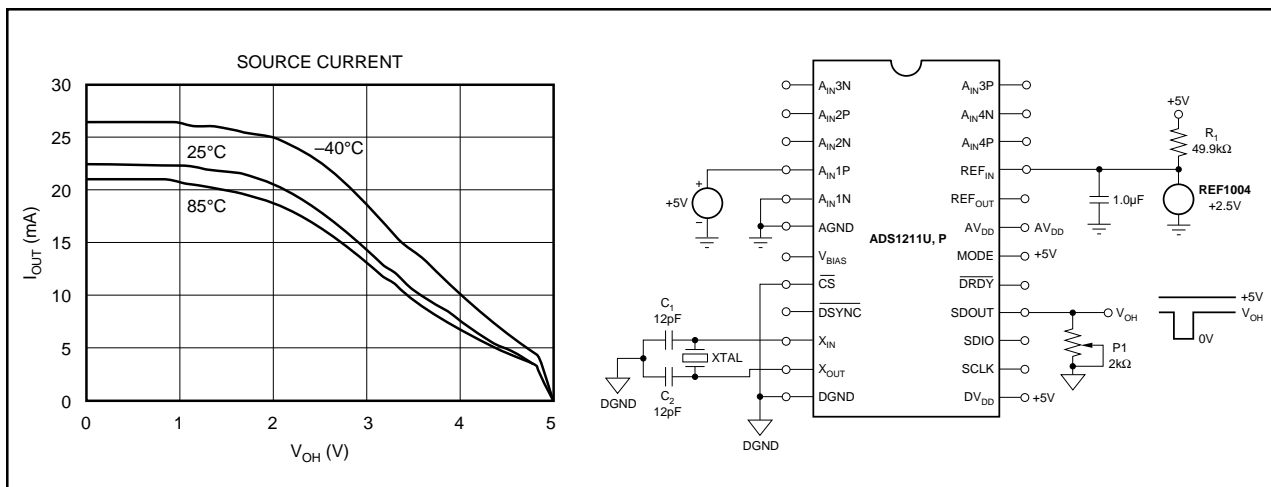 SOURCE CURRENT
30
25
20
15
10
5
0
I_OUT (mA)
–40°C
25°C
85°C
0
1
2
3
4
5
V_OH (V)
A_IN3N
A_IN2P
A_IN2N
A_IN1P
A_IN1N
AGND
V_BIAS
CS
DSYNC
X_IN
X_OUT
DGND
ADS1211U, P
A_IN3P
A_IN4N
A_IN4P
REF_IN
REF_OUT
AV_DD
MODE
DRDY
SDOUT
SDIO
SCLK
DV_DD
+
+5V
–
C_1
12pF
XTAL
C_2
12pF
DGND
DGND
+5V
R_1
49.9kΩ
1.0µF
REF1004
+2.5V
AV_DD
+5V
V_OH
P1
2kΩ
+5V
+5V
V_OH
0V